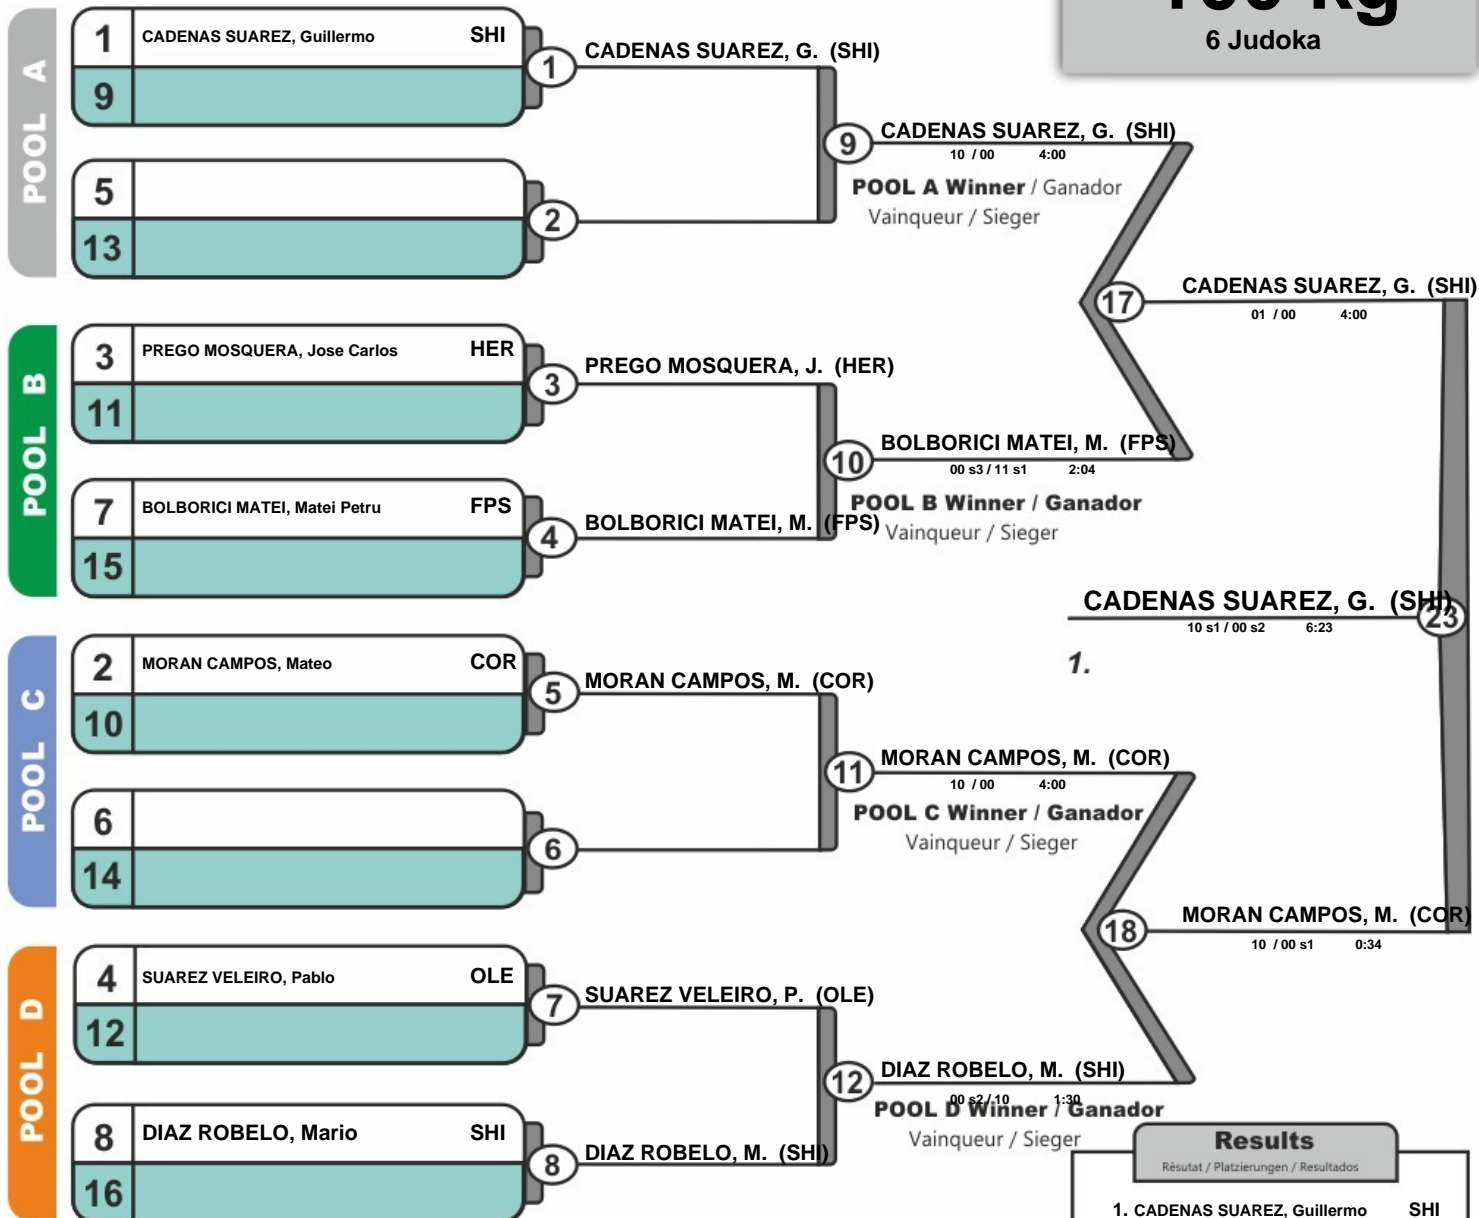 6 Judoka
POOL A
1 CADENAS SUAREZ, Guillermo SHI
9
1 CADENAS SUAREZ, G. (SHI)
5
13
2
9 CADENAS SUAREZ, G. (SHI)
10 / 00 4:00
POOL A Winner / Ganador
Vainqueur / Sieger
17 CADENAS SUAREZ, G. (SHI)
01 / 00 4:00
POOL B
3 PREGO MOSQUERA, Jose Carlos HER
11
3 PREGO MOSQUERA, J. (HER)
7 BOLBORICI MATEI, Matei Petru FPS
15
4 BOLBORICI MATEI, M. (FPS)
10 BOLBORICI MATEI, M. (FPS)
00 s3 / 11 s1 2:04
POOL B Winner / Ganador
Vainqueur / Sieger
CADENAS SUAREZ, G. (SHI) 23
10 s1 / 00 s2 6:23
1.
POOL C
2 MORAN CAMPOS, Mateo COR
10
5 MORAN CAMPOS, M. (COR)
6
14
6
11 MORAN CAMPOS, M. (COR)
10 / 00 4:00
POOL C Winner / Ganador
Vainqueur / Sieger
18 MORAN CAMPOS, M. (COR)
10 / 00 s1 0:34
POOL D
4 SUAREZ VELEIRO, Pablo OLE
12
7 SUAREZ VELEIRO, P. (OLE)
8 DIAZ ROBELO, Mario SHI
16
8 DIAZ ROBELO, M. (SHI)
12 DIAZ ROBELO, M. (SHI)
00 s2 / 10 1:30
POOL D Winner / Ganador
Vainqueur / Sieger
Results
Résutat / Platzierungen / Resultados
1. CADENAS SUAREZ, Guillermo SHI